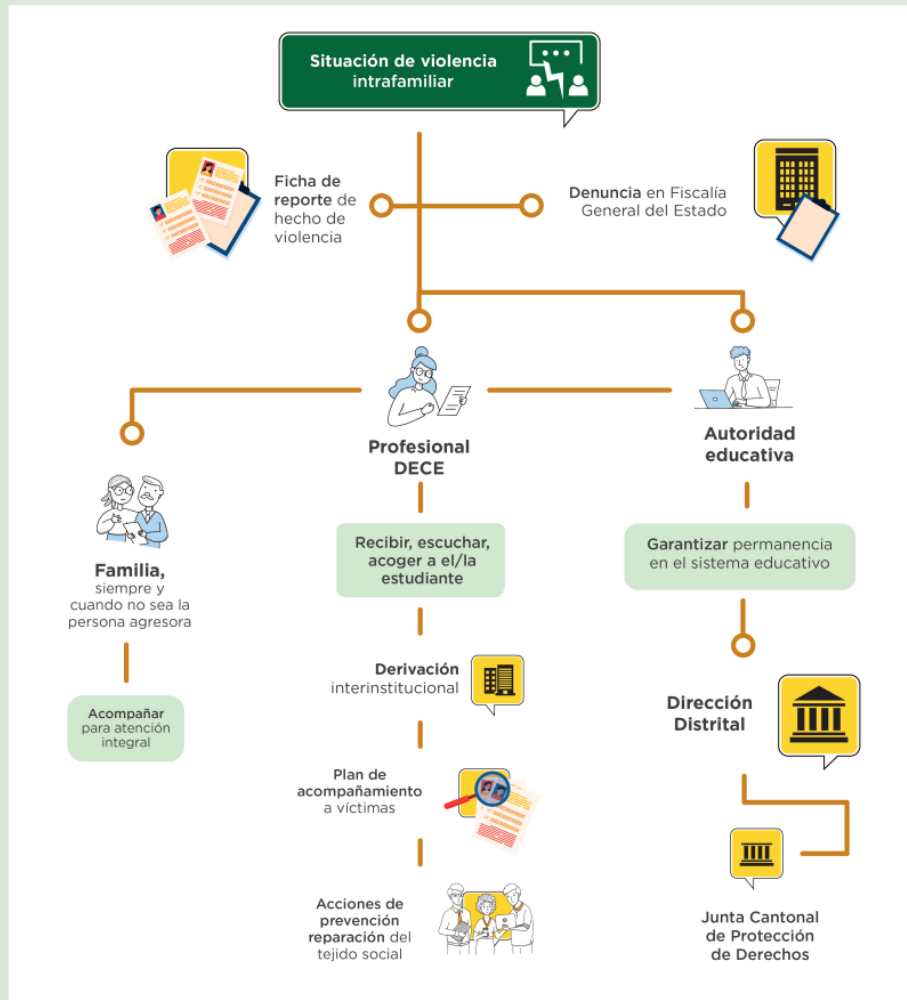 Situación de violencia
intrafamiliar
Ficha de
reporte de
hecho de
violencia
Denuncia en Fiscalía
General del Estado
Profesional
DECE
Autoridad
educativa
Familia,
siempre y
cuando no sea la
persona agresora
Recibir, escuchar,
acoger a el/la
estudiante
Garantizar permanencia
en el sistema educativo
Acompañar
para atención
integral
Derivación
interinstitucional
Dirección
Distrital
Plan de
acompañamiento
a víctimas
Acciones de
prevención
reparación del
tejido social
Junta Cantonal
de Protección
de Derechos